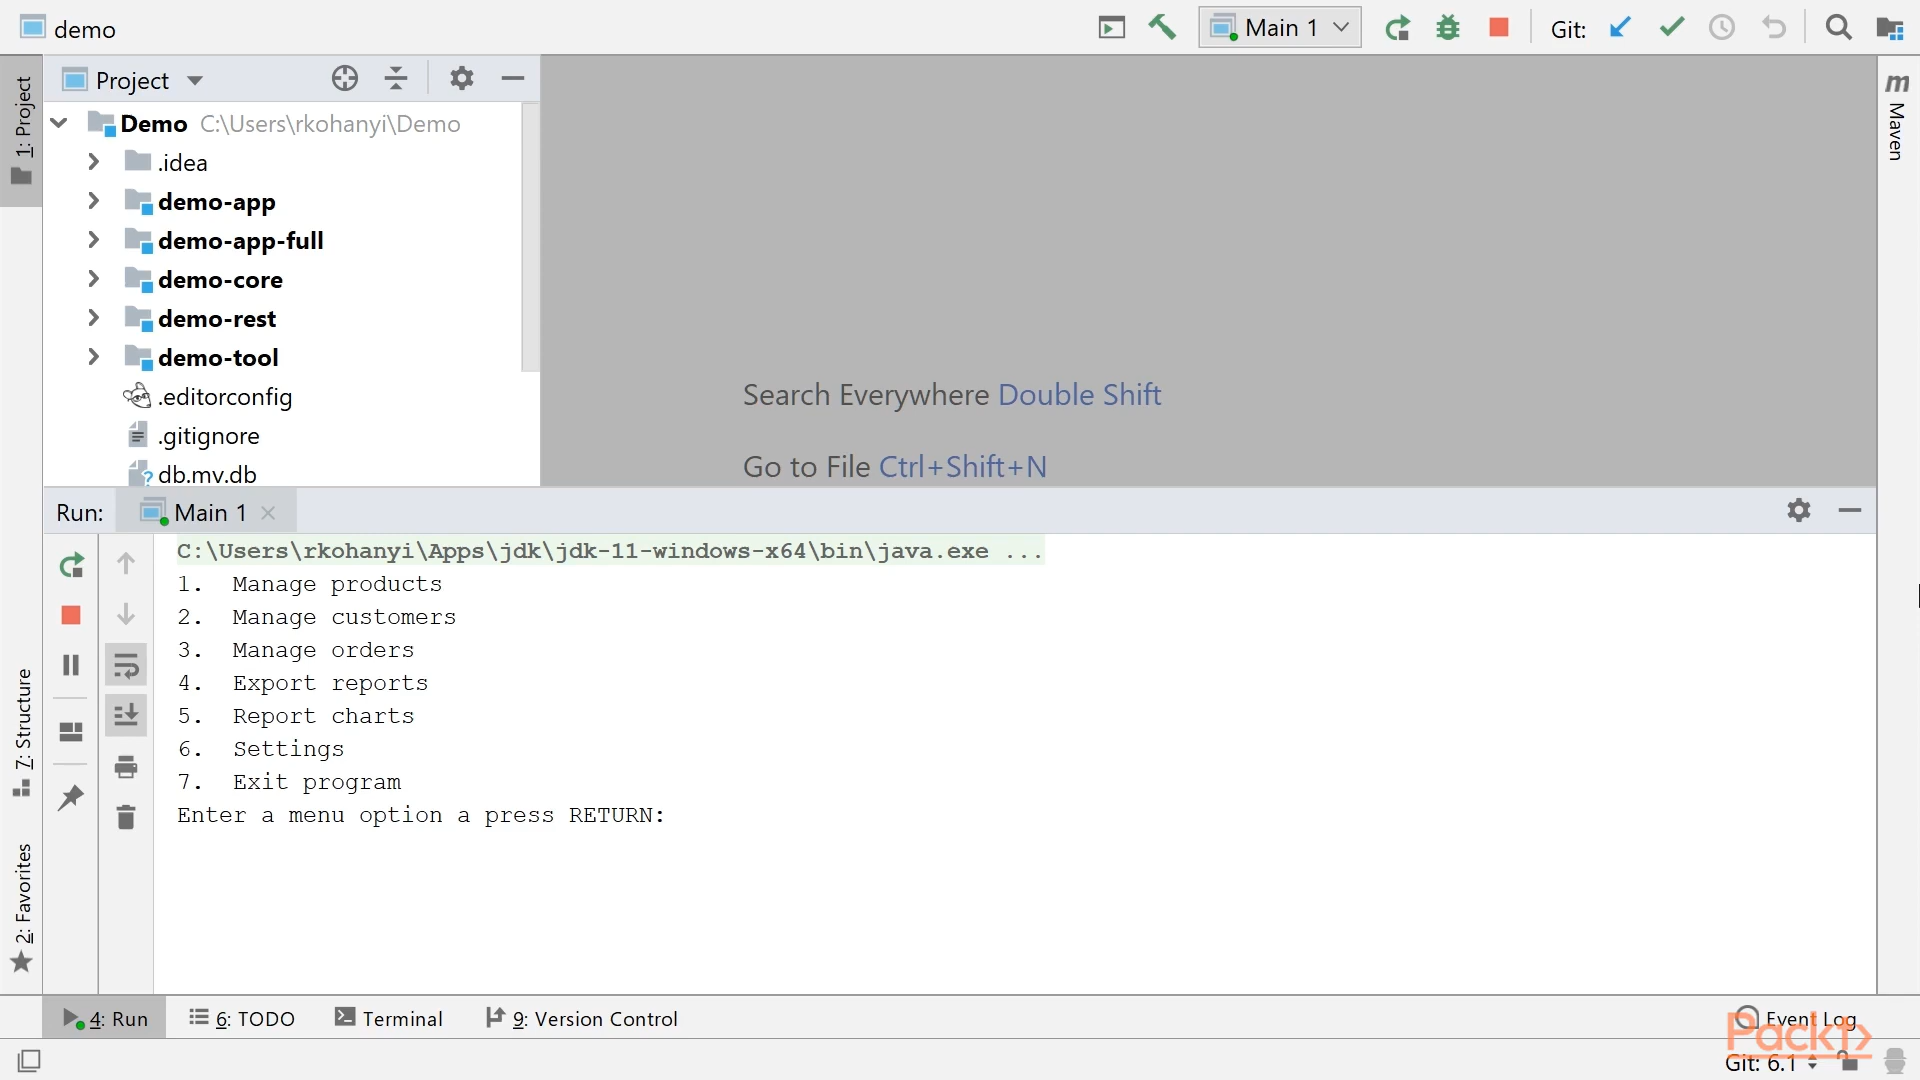 demo
Main 1
Git:
1: Project
Project
Demo C:\Users\rkohanyi\Demo
.idea
demo-app
demo-app-full
demo-core
demo-rest
demo-tool
.editorconfig
.gitignore
db.mv.db
Search Everywhere Double Shift
Go to File Ctrl+Shift+N
m Maven
Run: Main 1
C:\Users\rkohanyi\Apps\jdk\jdk-11-windows-x64\bin\java.exe ...
1. Manage products
2. Manage customers
3. Manage orders
4. Export reports
5. Report charts
6. Settings
7. Exit program
Enter a menu option a press RETURN:
7: Structure
2: Favorites
4: Run
6: TODO
Terminal
9: Version Control
Event Log
Packt
Git: 6.1